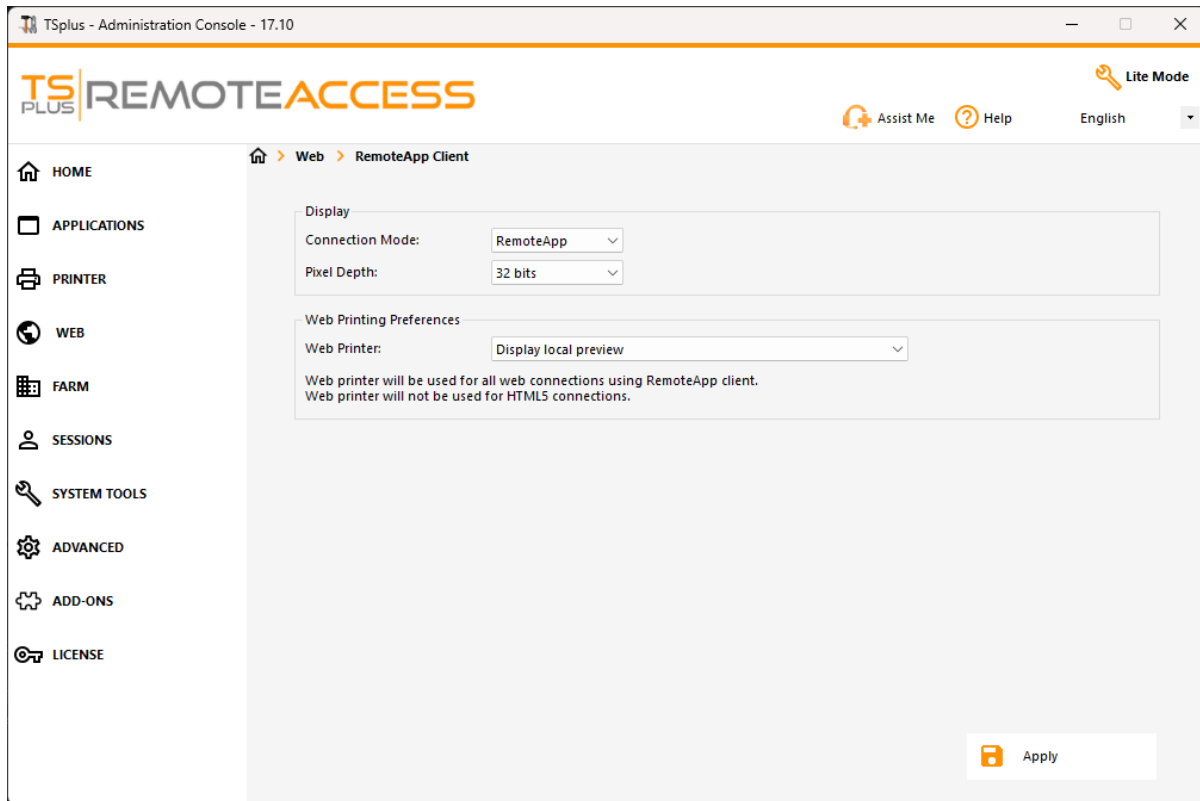 TSplus - Administration Console - 17.10
TS PLUS REMOTEACCESS
Lite Mode
Assist Me
Help
English
HOME
APPLICATIONS
PRINTER
WEB
FARM
SESSIONS
SYSTEM TOOLS
ADVANCED
ADD-ONS
LICENSE
Web > RemoteApp Client
Display
Connection Mode: RemoteApp
Pixel Depth: 32 bits
Web Printing Preferences
Web Printer: Display local preview
Web printer will be used for all web connections using RemoteApp client.
Web printer will not be used for HTML5 connections.
Apply